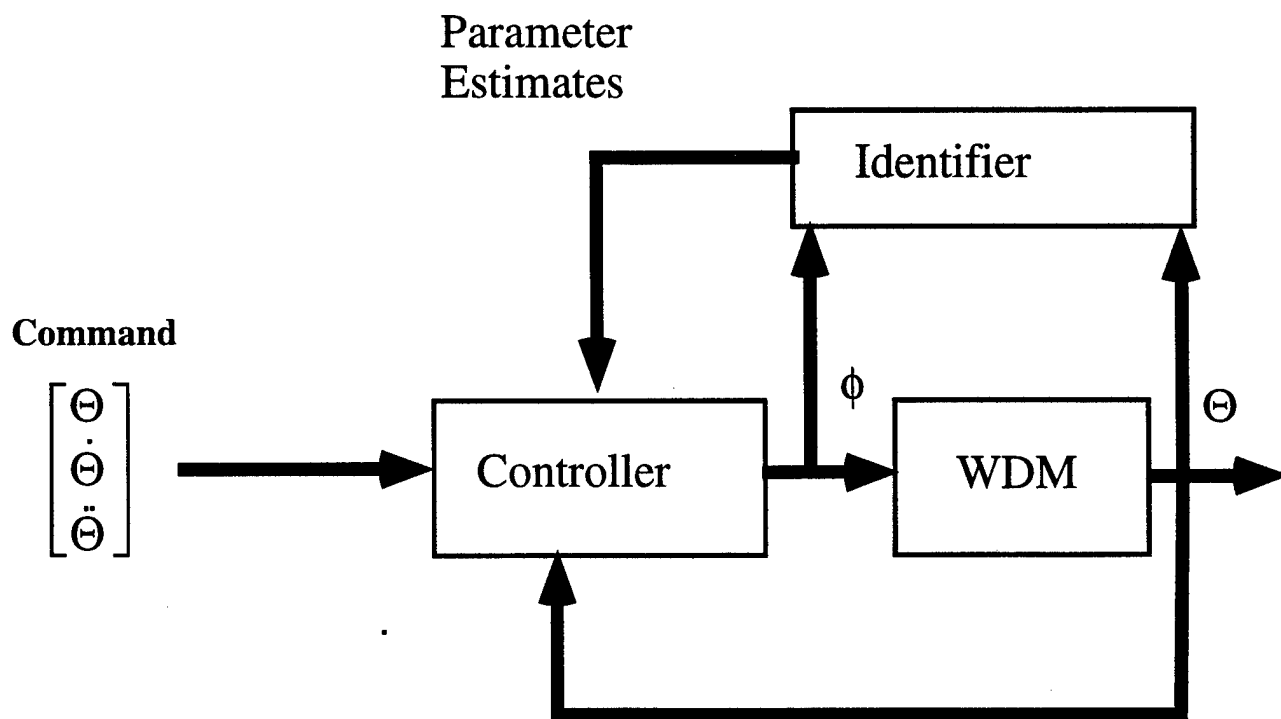 Parameter
Estimates
Identifier
Command
Θ
Θ̇
Θ̈
Controller
ϕ
WDM
Θ